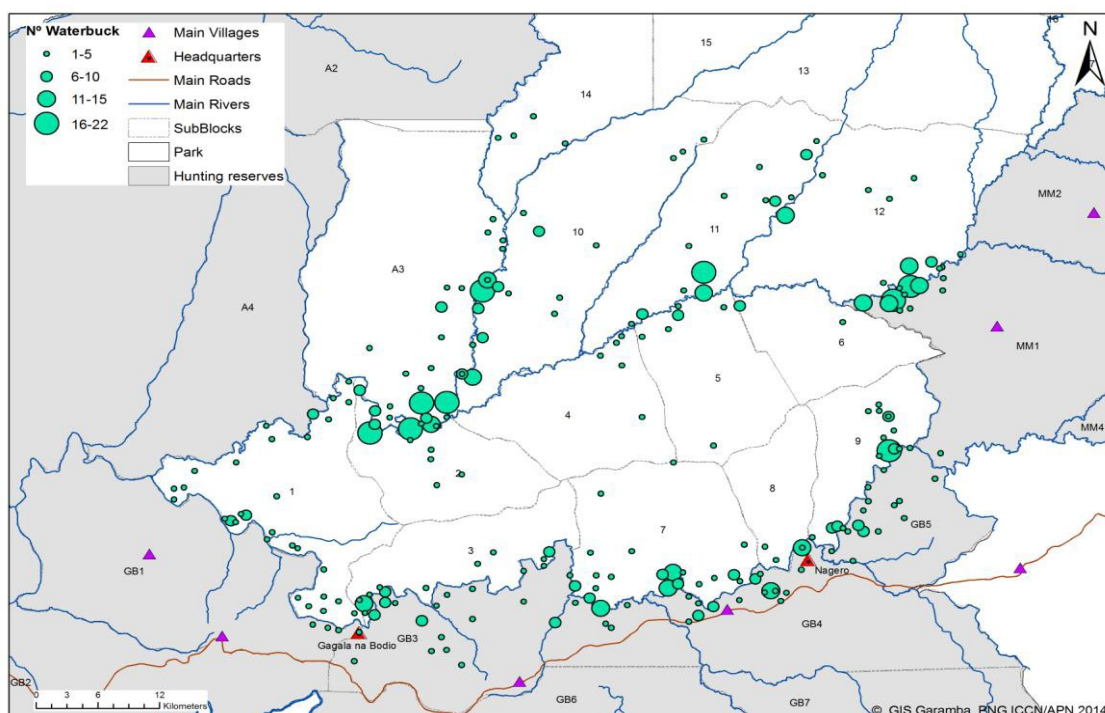 Nº Waterbuck
1-5
6-10
11-15
16-22
Main Villages
Headquarters
Main Roads
Main Rivers
SubBlocks
Park
Hunting reserves
N
A2
14
15
13
16
MM2
12
11
10
A3
A4
MM1
6
5
4
MM4
9
2
1
8
7
3
GB5
GB1
Nagero
GB4
Gagala na Bodio
GB3
GB6
GB2
GB7
0 3 6 12
Kilometers
© GIS Garamba, PNG ICCN/APN 2014